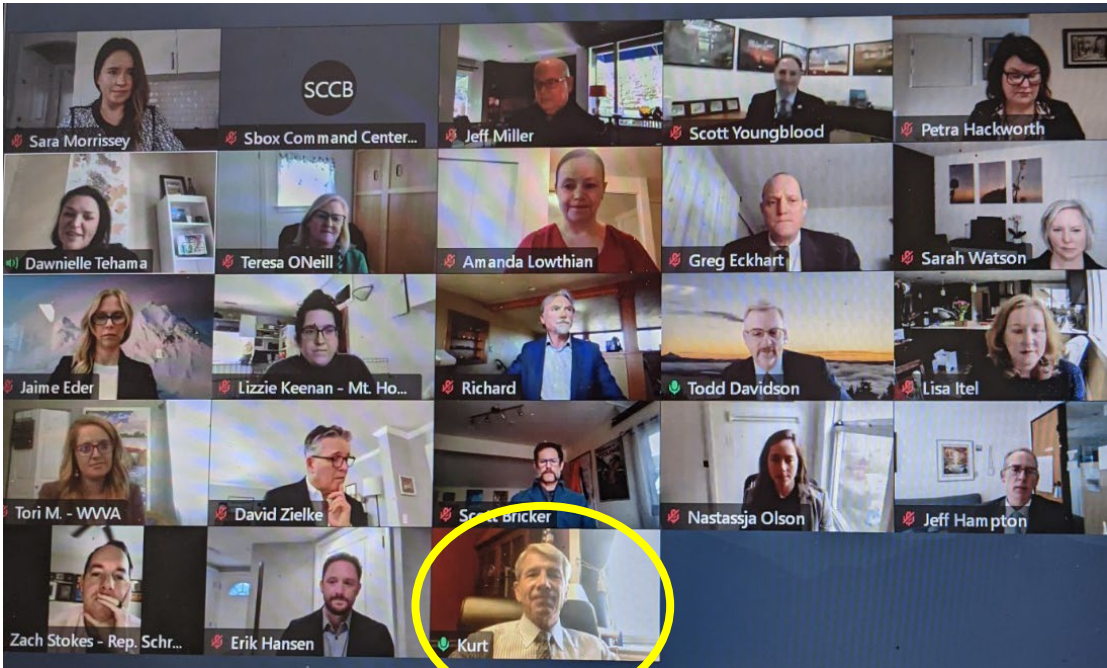 SCCB
Sara Morrissey
Sbox Command Center...
Jeff Miller
Scott Youngblood
Petra Hackworth
Dawnielle Tehama
Teresa ONeill
Amanda Lowthian
Greg Eckhart
Sarah Watson
Jaime Eder
Lizzie Keenan - Mt. Ho...
Richard
Todd Davidson
Lisa Itel
Tori M. - WVVA
David Zielke
Scott Bricker
Nastassja Olson
Jeff Hampton
Zach Stokes - Rep. Schr...
Erik Hansen
Kurt